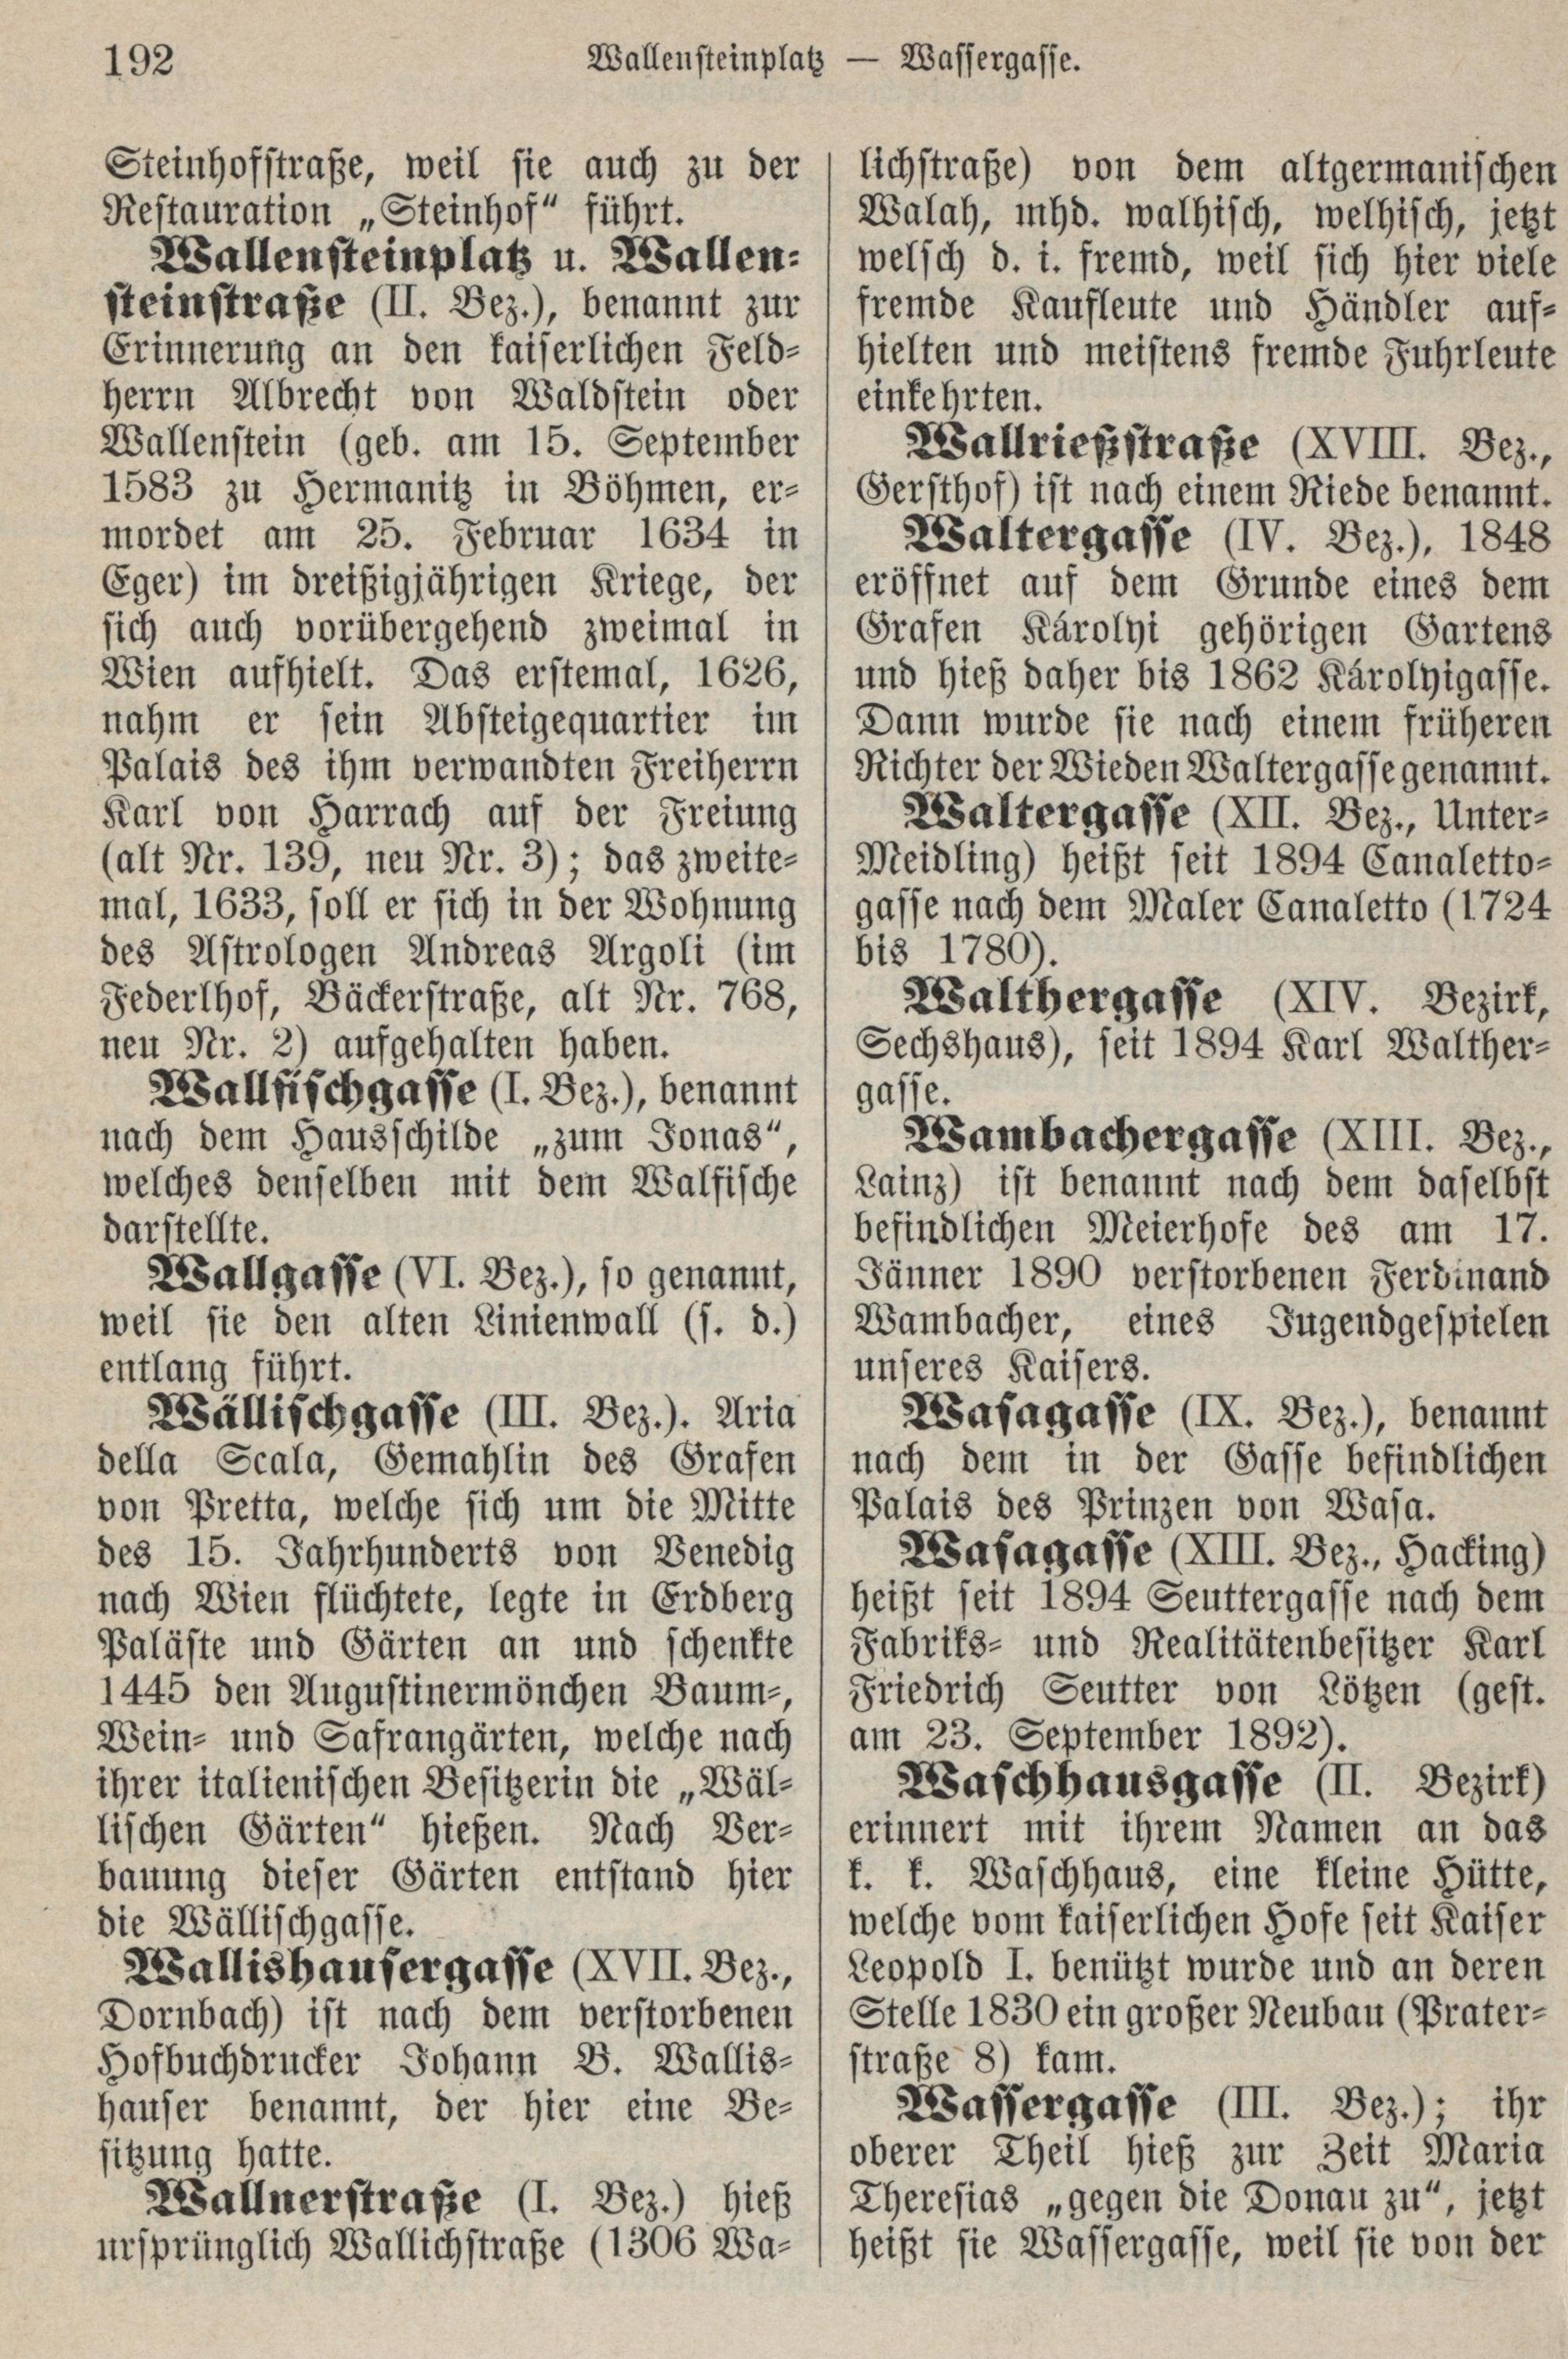 192
Wallensteinplatz — Wassergasse.
Steinhofstraße, weil sie auch zu der
Restauration „Steinhof“ führt.
Wallensteinplatz u. Wallen-
steinstraße (II. Bez.), benannt zur
Erinnerung an den kaiserlichen Feld-
herrn Albrecht von Waldstein oder
Wallenstein (geb. am 15. September
1583 zu Hermanitz in Böhmen, er-
mordet am 25. Februar 1634 in
Eger) im dreißigjährigen Kriege, der
sich auch vorübergehend zweimal in
Wien aufhielt. Das erstemal, 1626,
nahm er sein Absteigequartier im
Palais des ihm verwandten Freiherrn
Karl von Harrach auf der Freiung
(alt Nr. 139, neu Nr. 3); das zweite-
mal, 1633, soll er sich in der Wohnung
des Astrologen Andreas Argoli (im
Federlhof, Bäckerstraße, alt Nr. 768,
neu Nr. 2) aufgehalten haben.
Wallfischgasse (I. Bez.), benannt
nach dem Hausschilde „zum Jonas“,
welches denselben mit dem Walfische
darstellte.
Wallgasse (VI. Bez.), so genannt,
weil sie den alten Linienwall (s. d.)
entlang führt.
Wällischgasse (III. Bez.). Aria
della Scala, Gemahlin des Grafen
von Pretta, welche sich um die Mitte
des 15. Jahrhunderts von Venedig
nach Wien flüchtete, legte in Erdberg
Paläste und Gärten an und schenkte
1445 den Augustinermönchen Baum-,
Wein- und Safrangärten, welche nach
ihrer italienischen Besitzerin die „Wäl-
lischen Gärten“ hießen. Nach Ver-
bauung dieser Gärten entstand hier
die Wällischgasse.
Wallishausergasse (XVII. Bez.,
Dornbach) ist nach dem verstorbenen
Hofbuchdrucker Johann B. Wallis-
hauser benannt, der hier eine Be-
sitzung hatte.
Wallnerstraße (I. Bez.) hieß
ursprünglich Wallichstraße (1306 Wa-
lichstraße) von dem altgermanischen
Walah, mhd. walhisch, welhisch, jetzt
welsch d. i. fremd, weil sich hier viele
fremde Kaufleute und Händler auf-
hielten und meistens fremde Fuhrleute
einkehrten.
Wallrießstraße (XVIII. Bez.,
Gersthof) ist nach einem Riede benannt.
Waltergasse (IV. Bez.), 1848
eröffnet auf dem Grunde eines dem
Grafen Károlyi gehörigen Gartens
und hieß daher bis 1862 Károlyigasse.
Dann wurde sie nach einem früheren
Richter der Wieden Waltergasse genannt.
Waltergasse (XII. Bez., Unter-
Meidling) heißt seit 1894 Canaletto-
gasse nach dem Maler Canaletto (1724
bis 1780).
Walthergasse (XIV. Bezirk,
Sechshaus), seit 1894 Karl Walther-
gasse.
Wambachergasse (XIII. Bez.,
Lainz) ist benannt nach dem daselbst
befindlichen Meierhofe des am 17.
Jänner 1890 verstorbenen Ferdinand
Wambacher, eines Jugendgespielen
unseres Kaisers.
Wasagasse (IX. Bez.), benannt
nach dem in der Gasse befindlichen
Palais des Prinzen von Wasa.
Wasagasse (XIII. Bez., Hacking)
heißt seit 1894 Seuttergasse nach dem
Fabriks- und Realitätenbesitzer Karl
Friedrich Seutter von Lötzen (gest.
am 23. September 1892).
Waschhausgasse (II. Bezirk)
erinnert mit ihrem Namen an das
k. k. Waschhaus, eine kleine Hütte,
welche vom kaiserlichen Hofe seit Kaiser
Leopold I. benützt wurde und an deren
Stelle 1830 ein großer Neubau (Prater-
straße 8) kam.
Wassergasse (III. Bez.); ihr
oberer Theil hieß zur Zeit Maria
Theresias „gegen die Donau zu“, jetzt
heißt sie Wassergasse, weil sie von der